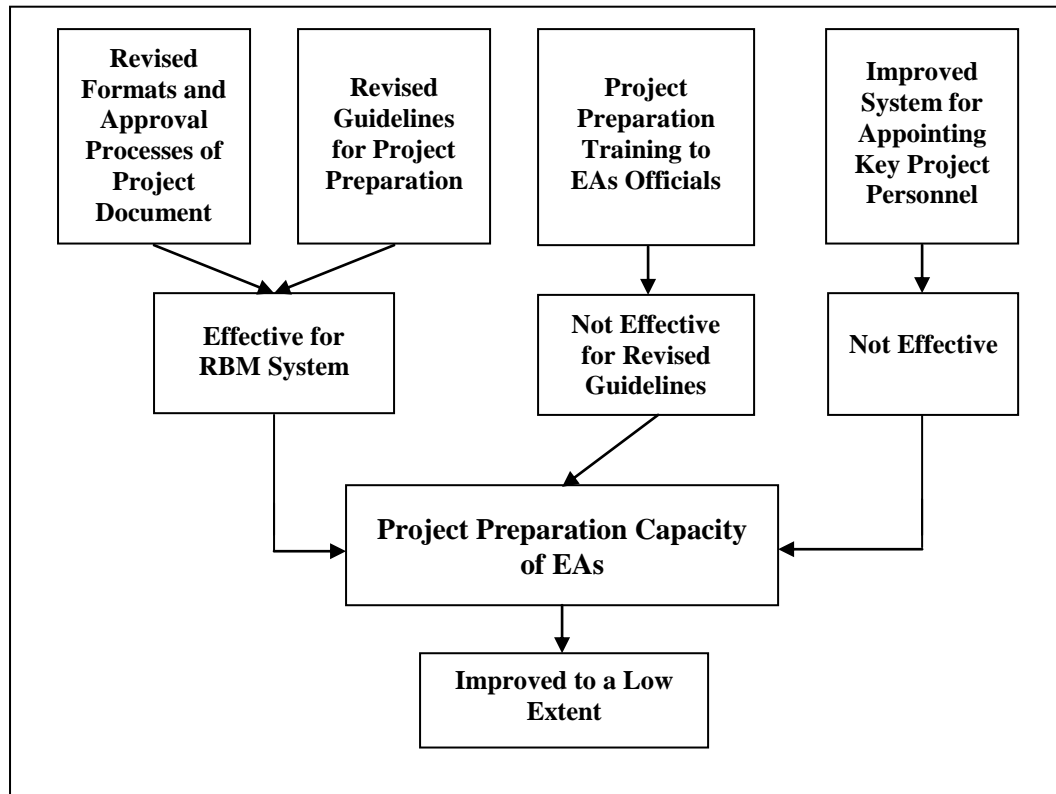 Revised
Formats and
Approval
Processes of
Project
Document
Revised
Guidelines
for Project
Preparation
Project
Preparation
Training to
EAs Officials
Improved
System for
Appointing
Key Project
Personnel
Effective for
RBM System
Not Effective
for Revised
Guidelines
Not Effective
Project Preparation Capacity
of EAs
Improved to a Low
Extent